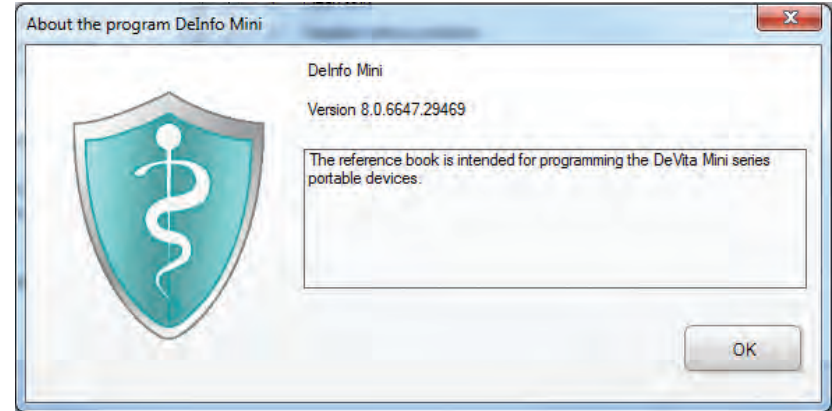 About the program DeInfo Mini
DeInfo Mini
Version 8.0.6647.29469
The reference book is intended for programming the DeVita Mini series
portable devices.
OK